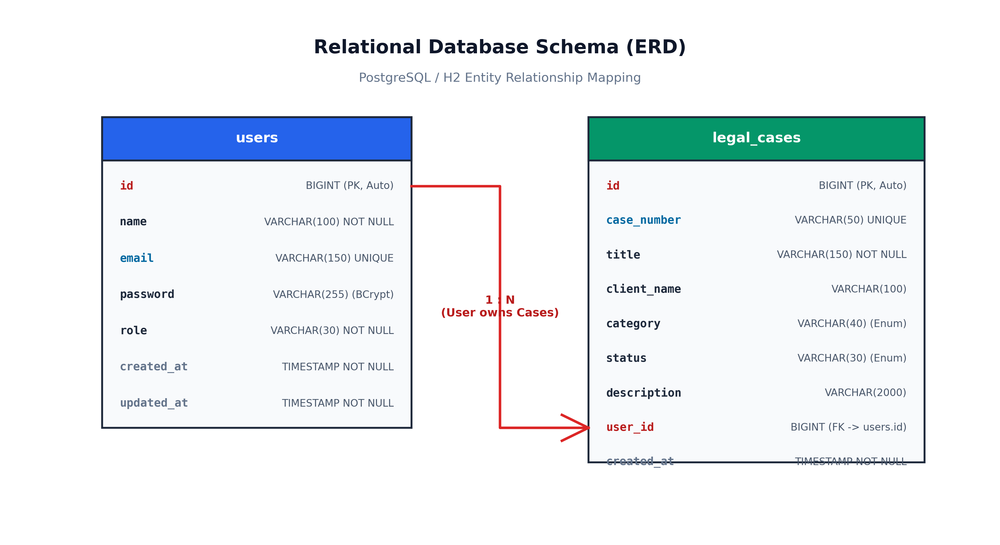 Relational Database Schema (ERD)
PostgreSQL / H2 Entity Relationship Mapping
users
id BIGINT (PK, Auto)
name VARCHAR(100) NOT NULL
email VARCHAR(150) UNIQUE
password VARCHAR(255) (BCrypt)
role VARCHAR(30) NOT NULL
created_at TIMESTAMP NOT NULL
updated_at TIMESTAMP NOT NULL
1 : N
(User owns Cases)
legal_cases
id BIGINT (PK, Auto)
case_number VARCHAR(50) UNIQUE
title VARCHAR(150) NOT NULL
client_name VARCHAR(100)
category VARCHAR(40) (Enum)
status VARCHAR(30) (Enum)
description VARCHAR(2000)
user_id BIGINT (FK -> users.id)
created_at TIMESTAMP NOT NULL